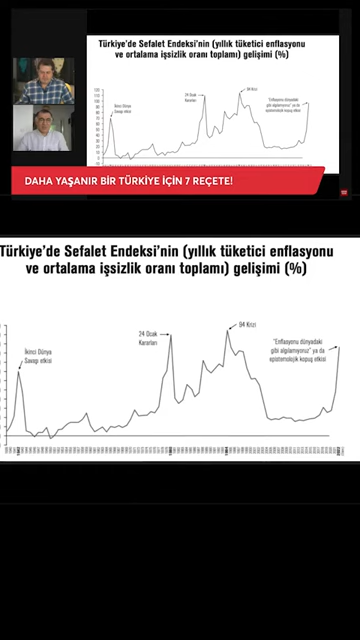 Türkiye'de Sefalet Endeksi'nin (yıllık tüketici enflasyonu
ve ortalama işsizlik oranı toplamı) gelişimi (%)
24 Ocak
Kararları
94 Krizi
İkinci Dünya
Savaşı etkisi
"Enflasyonu dünyadaki
gibi algılamıyoruz" ya da
epistemolojik kopuş etkisi
DAHA YAŞANIR BİR TÜRKİYE İÇİN 7 REÇETE!
Türkiye'de Sefalet Endeksi'nin (yıllık tüketici enflasyonu
ve ortalama işsizlik oranı toplamı) gelişimi (%)
94 Krizi
24 Ocak
Kararları
İkinci Dünya
Savaşı etkisi
"Enflasyonu dünyadaki
gibi algılamıyoruz" ya da
epistemolojik kopuş etkisi